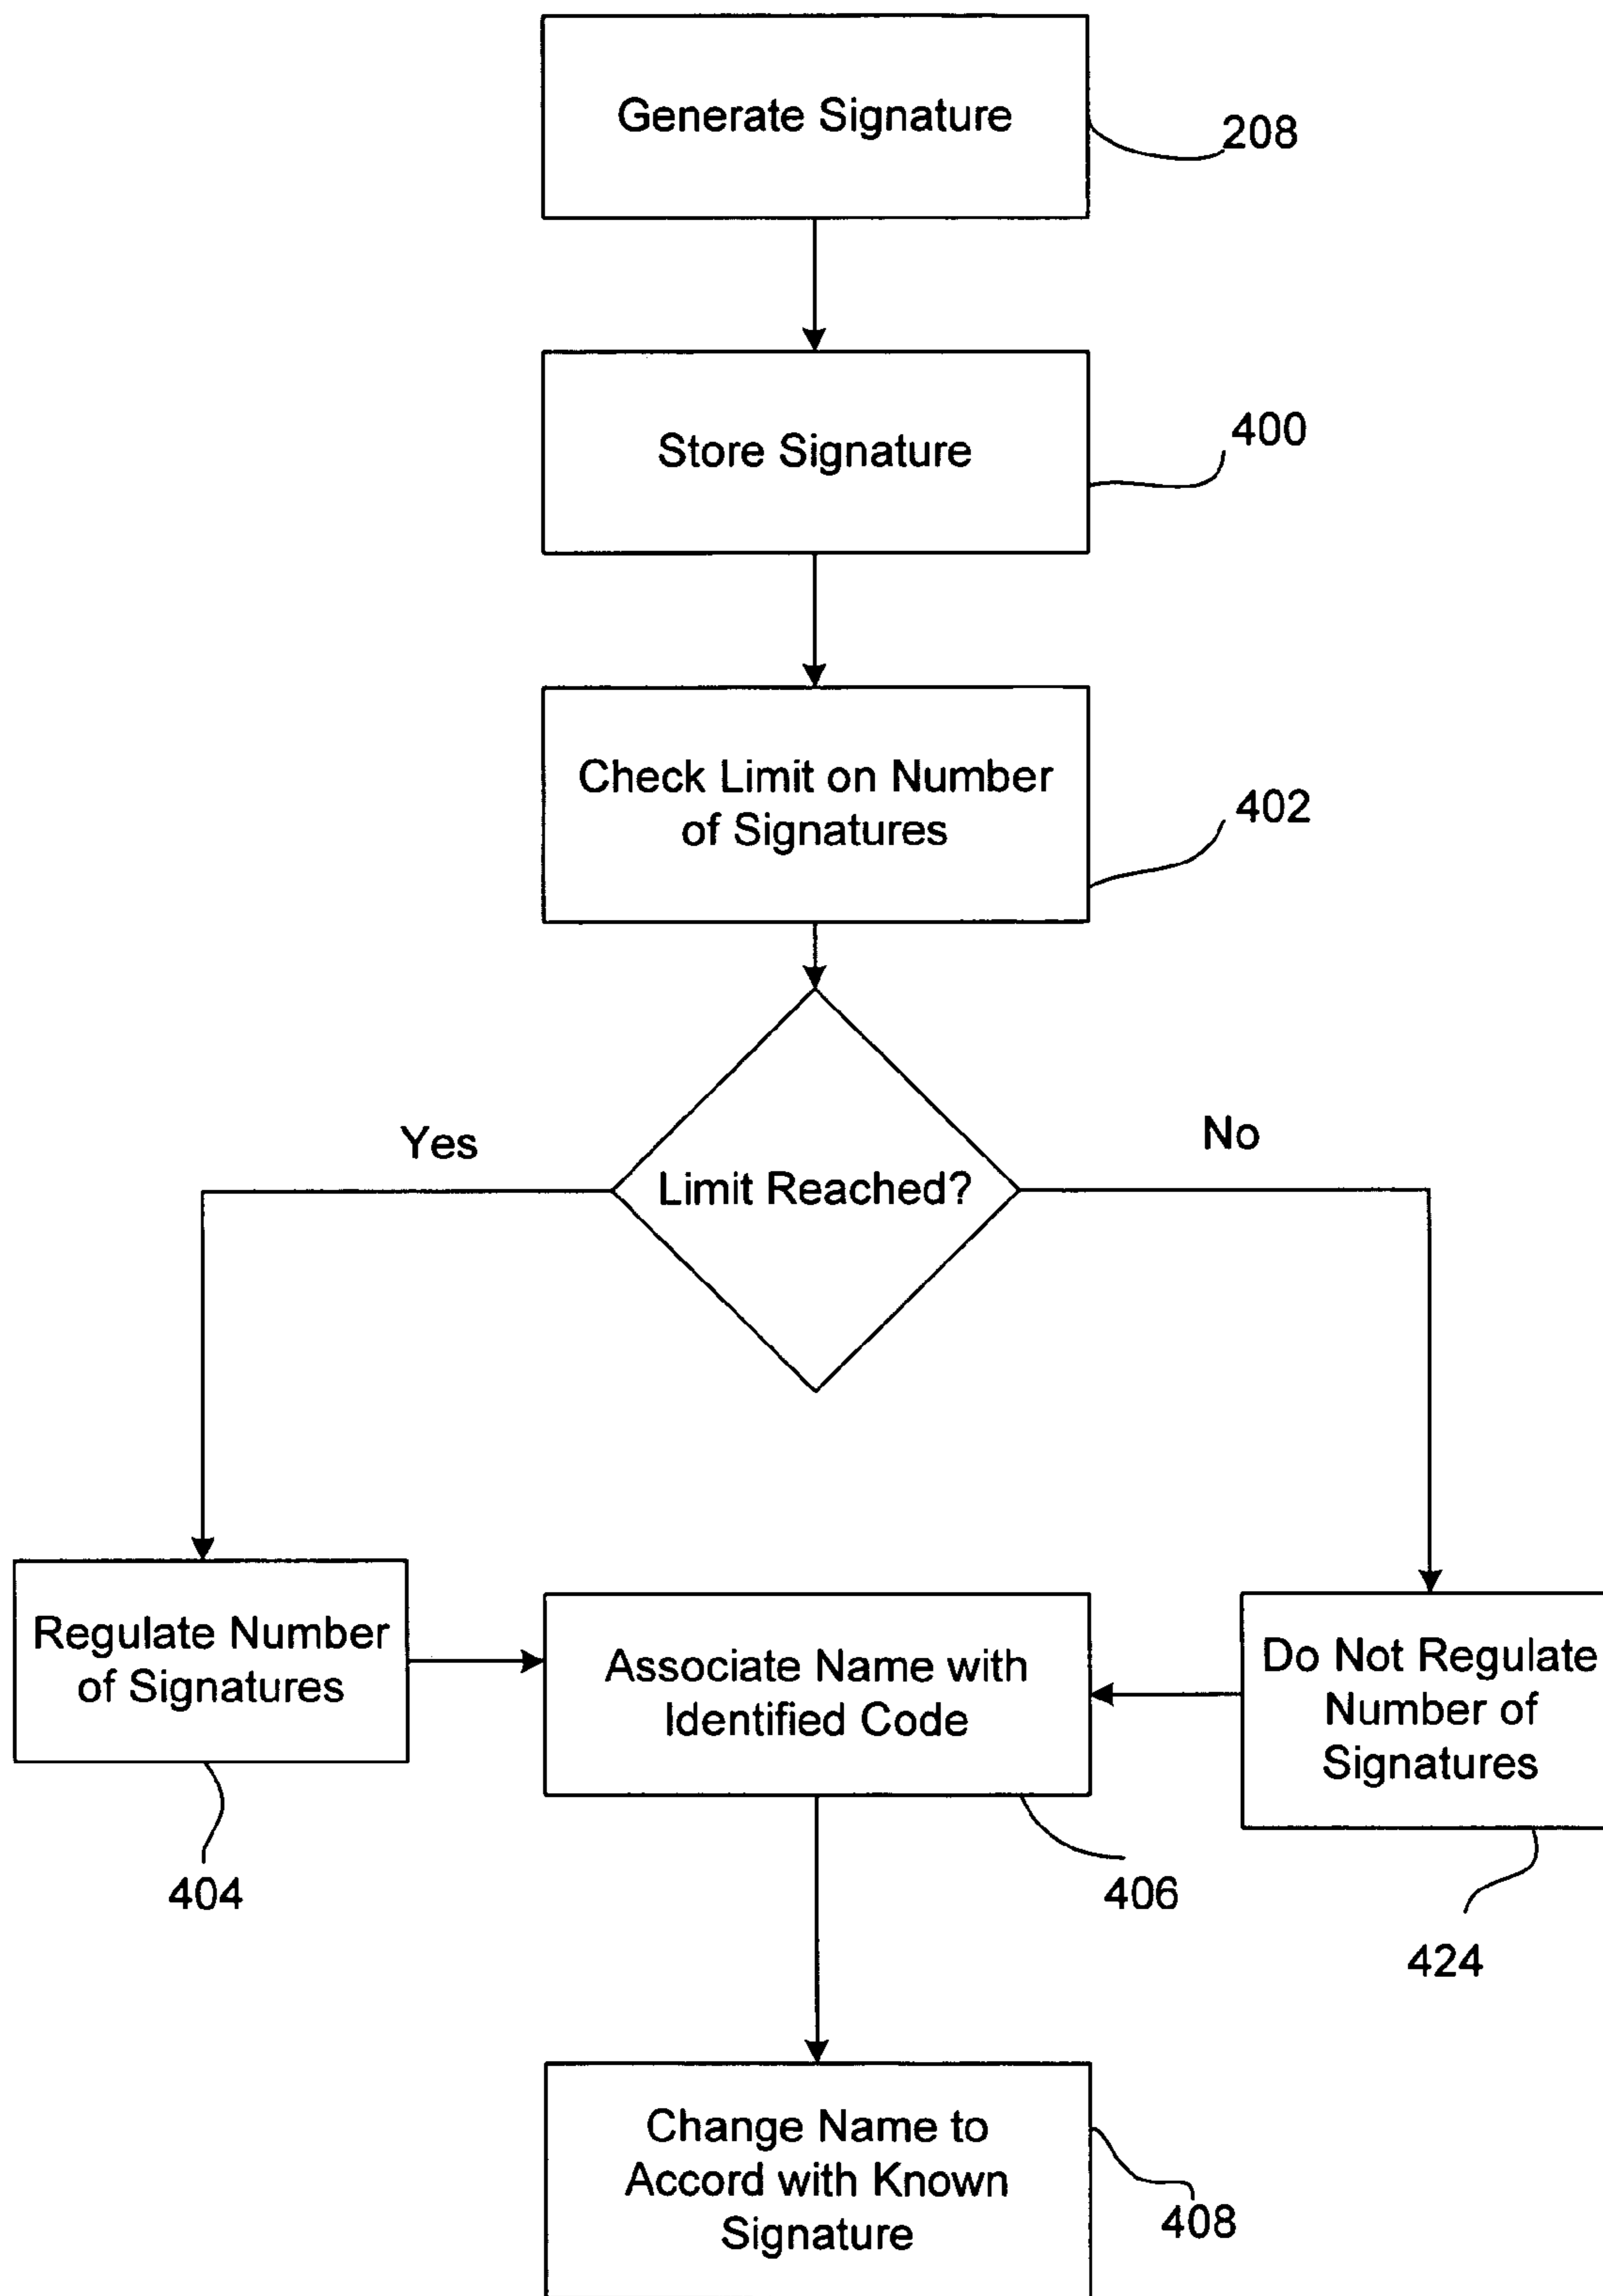 Generate Signature
208
Store Signature
400
Check Limit on Number
of Signatures
402
Yes
No
Limit Reached?
Regulate Number
of Signatures
Associate Name with
Identified Code
Do Not Regulate
Number of
Signatures
404
406
424
Change Name to
Accord with Known
Signature
408